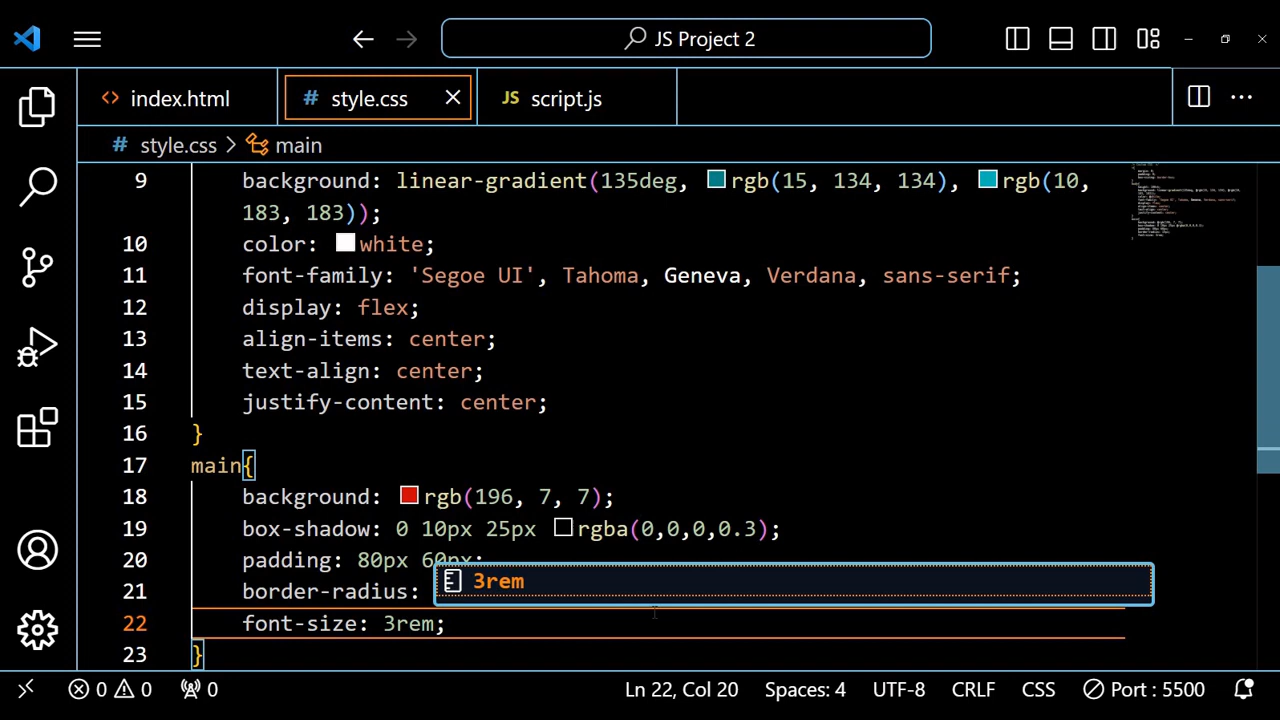 JS Project 2
index.html
# style.css
JS script.js
# style.css > main
9 background: linear-gradient(135deg, rgb(15, 134, 134), rgb(10,
183, 183));
10 color: white;
11 font-family: 'Segoe UI', Tahoma, Geneva, Verdana, sans-serif;
12 display: flex;
13 align-items: center;
14 text-align: center;
15 justify-content: center;
16 }
17 main{
18 background: rgb(196, 7, 7);
19 box-shadow: 0 10px 25px rgba(0,0,0,0.3);
20 padding: 80px 60px;
3rem
21 border-radius:
22 font-size: 3rem;
23 }
0 0 0
Ln 22, Col 20
Spaces: 4
UTF-8
CRLF
CSS
Port : 5500